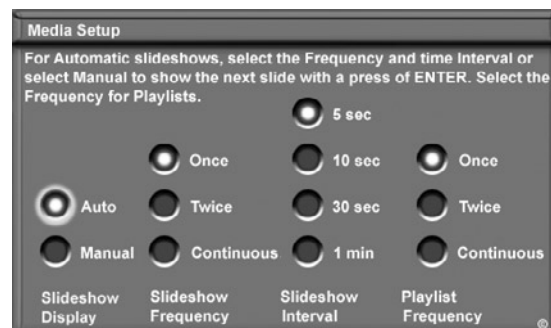 Media Setup
For Automatic slideshows, select the Frequency and time Interval or
select Manual to show the next slide with a press of ENTER. Select the
Frequency for Playlists.
5 sec
Once 10 sec Once
Auto Twice 30 sec Twice
Manual Continuous 1 min Continuous
Slideshow Slideshow Slideshow Playlist
Display Frequency Interval Frequency